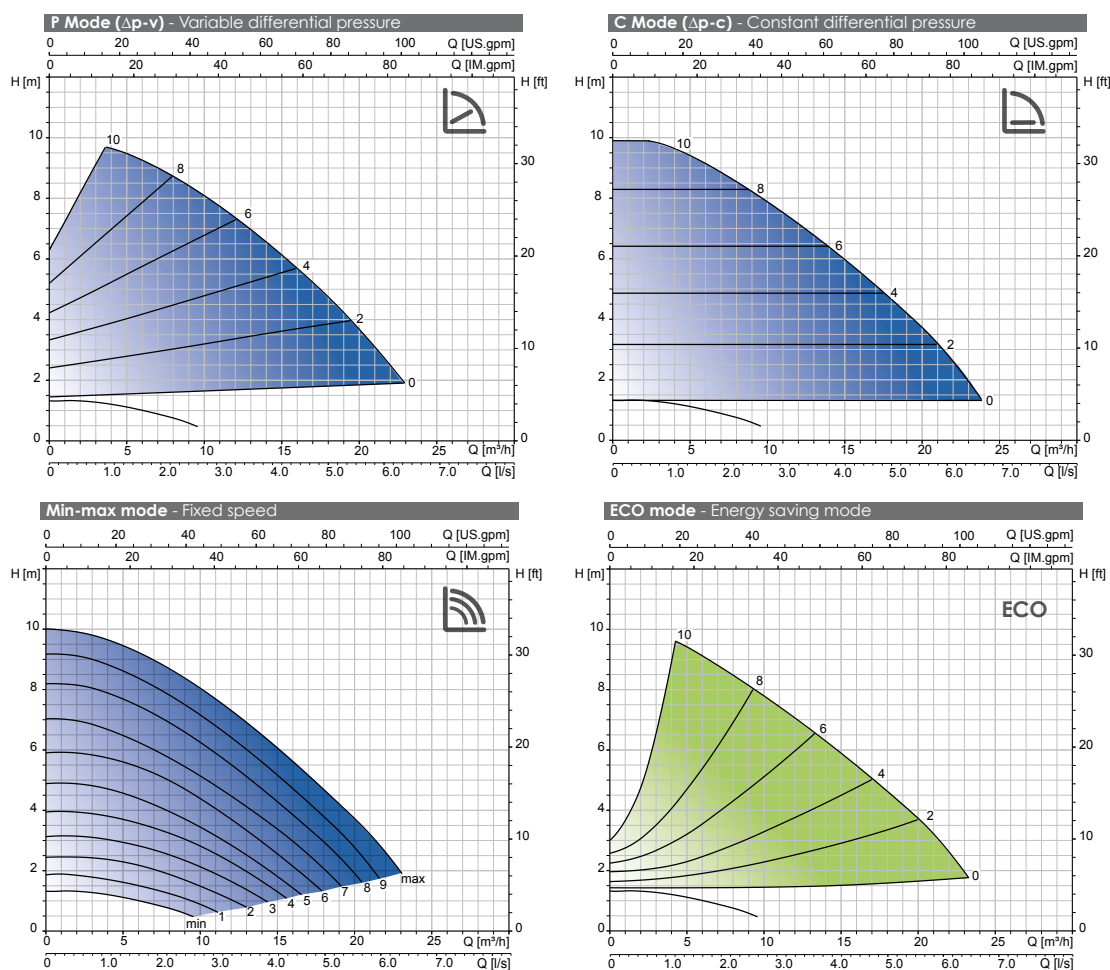 P Mode (Δp-v) - Variable differential pressure
0 20 40 60 80 100 Q [US.gpm]
0 20 40 60 80 Q [IM.gpm]
H [m] H [ft]
10 10
8 8 30
6 6 20
4 4
2 2 10
0
0 0
0 5 10 15 20 25 Q [m³/h]
0 1.0 2.0 3.0 4.0 5.0 6.0 7.0 Q [l/s]
C Mode (Δp-c) - Constant differential pressure
0 20 40 60 80 100 Q [US.gpm]
0 20 40 60 80 Q [IM.gpm]
H [m] H [ft]
10 10
8 8 30
6 6 20
4 4
2 2 10
0
0 0
0 5 10 15 20 25 Q [m³/h]
0 1.0 2.0 3.0 4.0 5.0 6.0 7.0 Q [l/s]
Min-max mode - Fixed speed
0 20 40 60 80 100 Q [US.gpm]
0 20 40 60 80 Q [IM.gpm]
H [m] H [ft]
10 30
8
6 20
4 10
2
min 1 2 3 4 5 6 7 8 9 max
0 0
0 5 10 15 20 25 Q [m³/h]
0 1.0 2.0 3.0 4.0 5.0 6.0 7.0 Q [l/s]
ECO mode - Energy saving mode
0 20 40 60 80 100 Q [US.gpm]
0 20 40 60 80 Q [IM.gpm]
H [m] H [ft]
ECO
10 10 30
8 8
6 6 20
4 4
2 2 10
0
0 0
0 5 10 15 20 25 Q [m³/h]
0 1.0 2.0 3.0 4.0 5.0 6.0 7.0 Q [l/s]